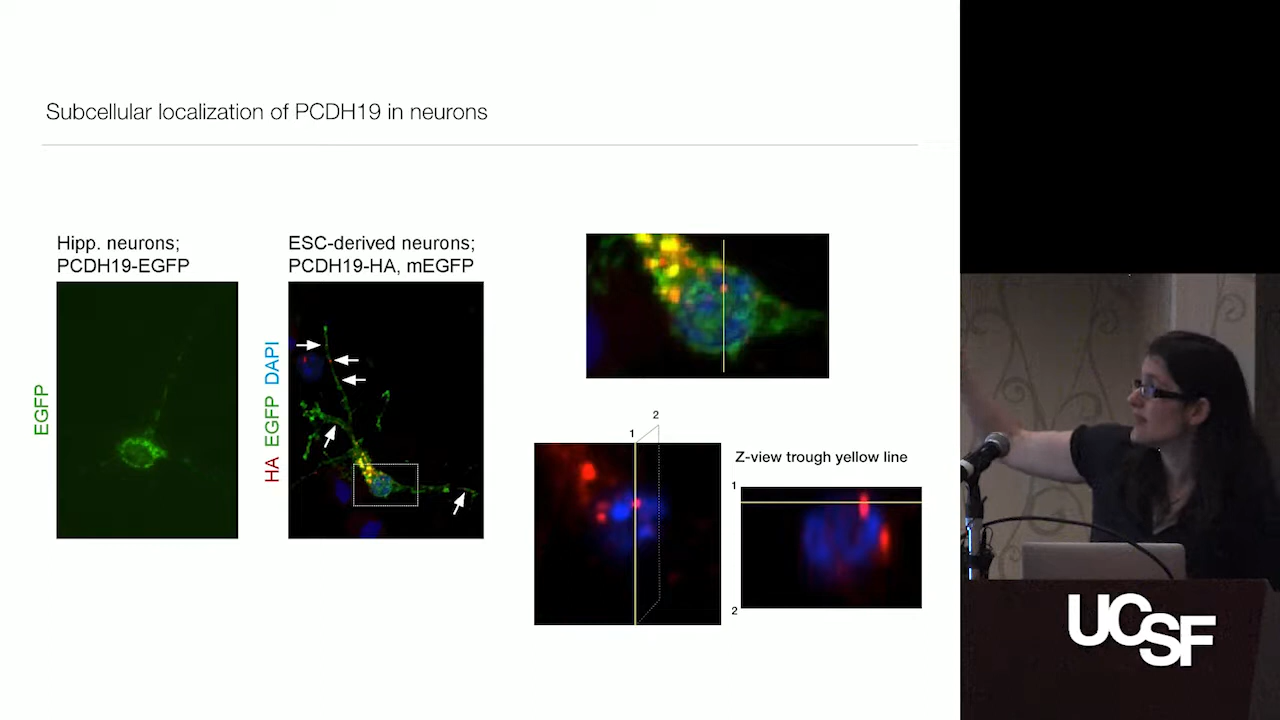 Subcellular localization of PCDH19 in neurons
Hipp. neurons;
PCDH19-EGFP
EGFP
ESC-derived neurons;
PCDH19-HA, mEGFP
HA EGFP DAPI
1
2
Z-view trough yellow line
1
2
UCSF